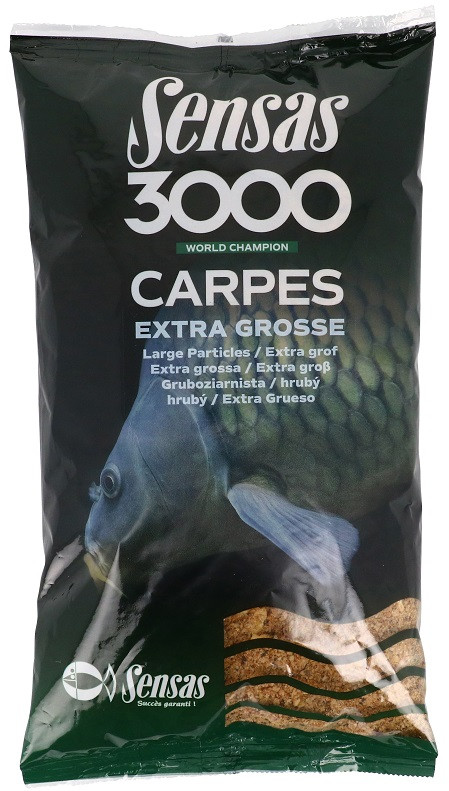 Sensas
3000
WORLD CHAMPION
CARPES
EXTRA GROSSE
Large Particles / Extra grof
Extra grossa / Extra groβ
Gruboziarnista / hrubý
hrubý / Extra Grueso
Sensas
Succès garanti !